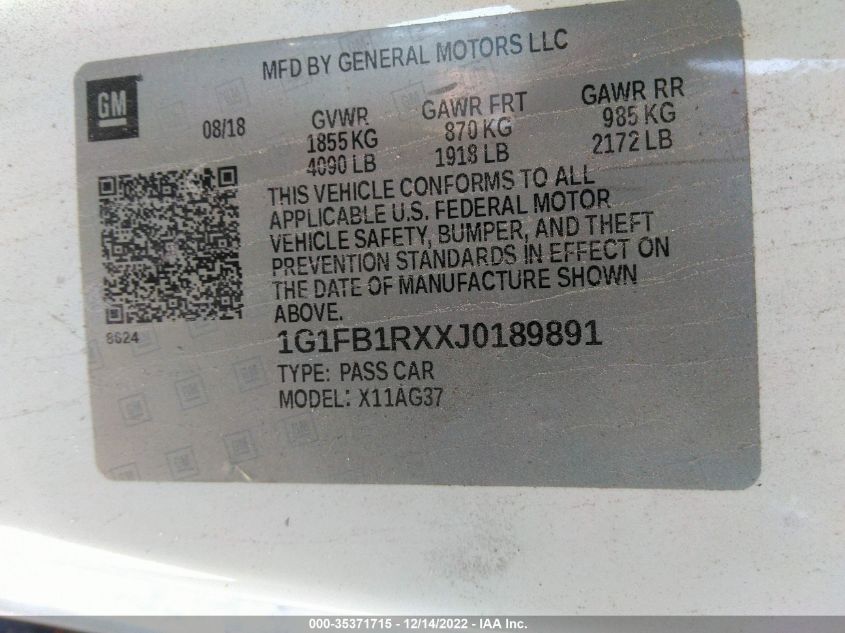 MFD BY GENERAL MOTORS LLC
GM
08/18
GVWR
1855 KG
4090 LB
GAWR FRT
870 KG
1918 LB
GAWR RR
985 KG
2172 LB
THIS VEHICLE CONFORMS TO ALL
APPLICABLE U.S. FEDERAL MOTOR
VEHICLE SAFETY, BUMPER, AND THEFT
PREVENTION STANDARDS IN EFFECT ON
THE DATE OF MANUFACTURE SHOWN
ABOVE.
8624
1G1FB1RXXJ0189891
TYPE: PASS CAR
MODEL: X11AG37
000-35371715 - 12/14/2022 - IAA Inc.